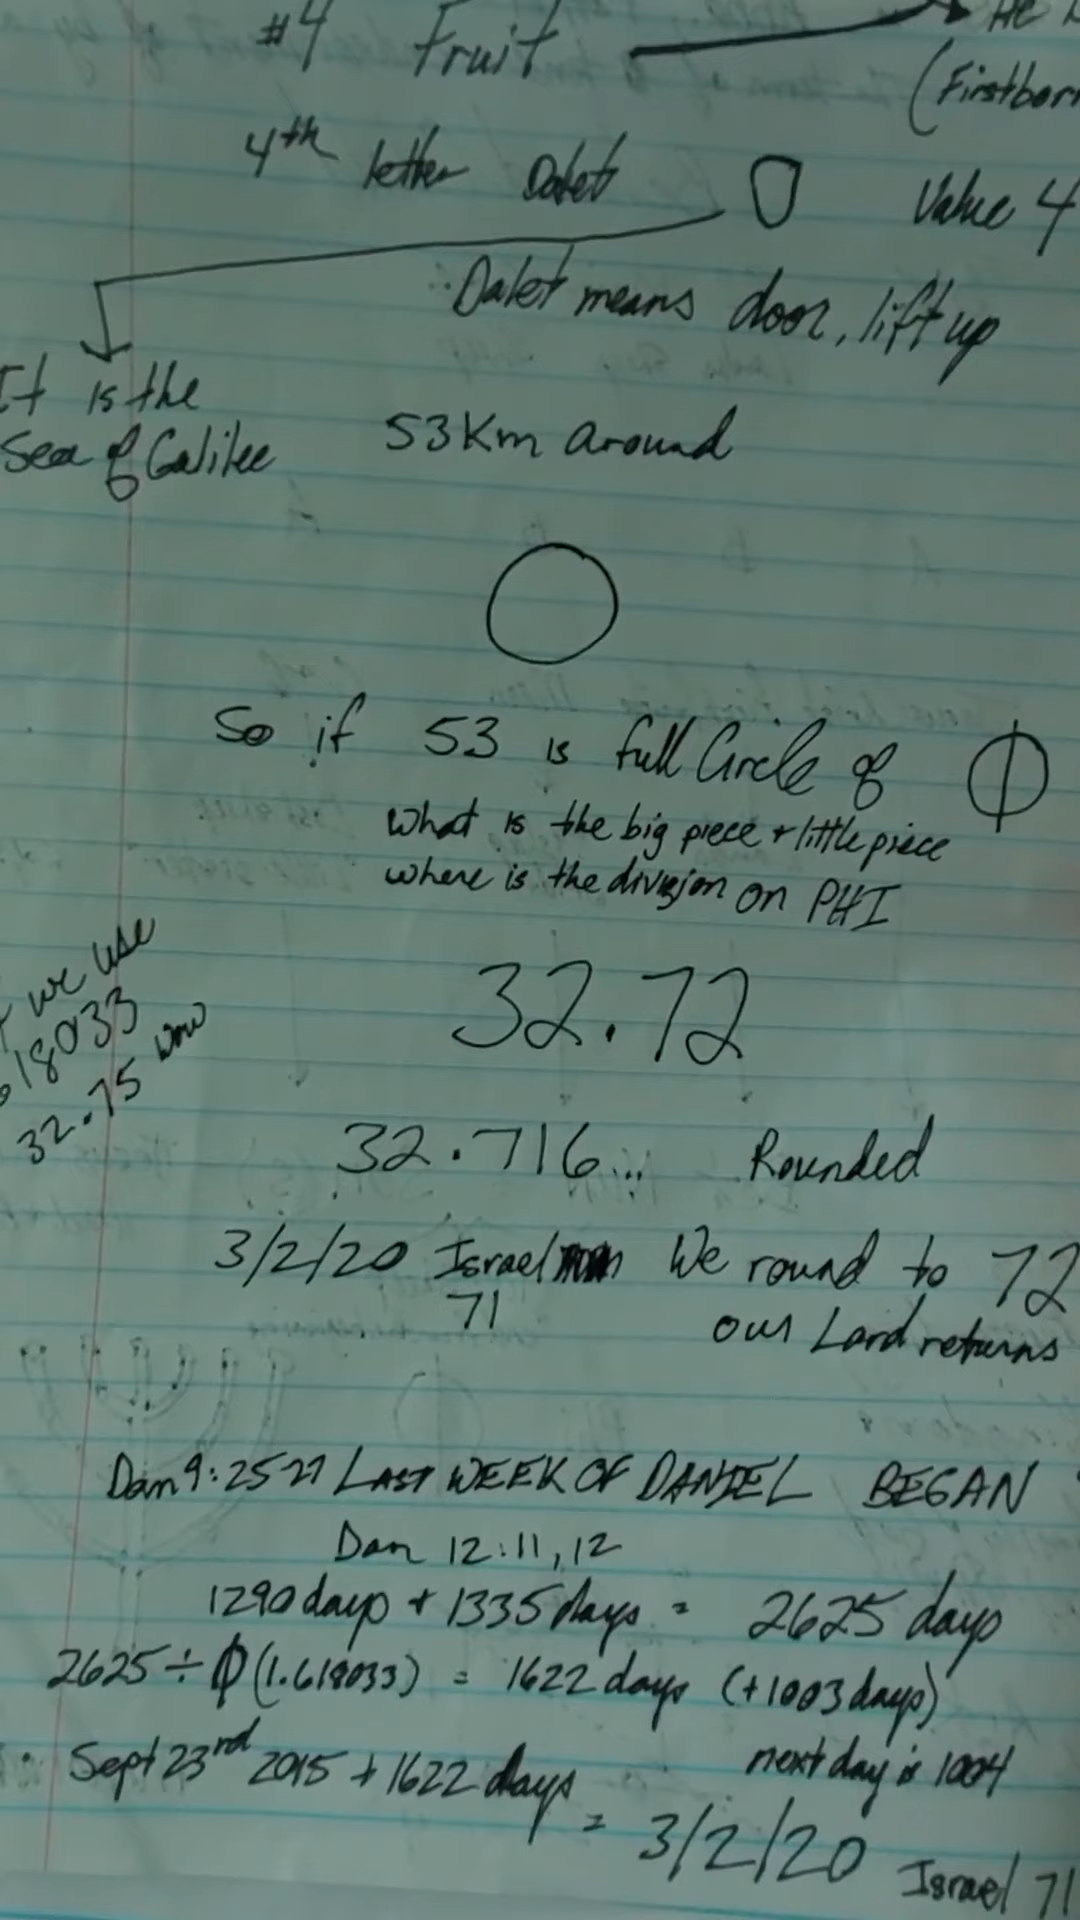 #4 Fruit
(Firstborn
4th letter Dalet Value 4
∴ Dalet means door, lift up
It is the
Sea of Galilee 53 Km around
So if 53 is full Circle of Φ
what is the big piece + little piece
where is the division on PHI
we use
18033
32.75 wow
32.72
32.716... Rounded
3/2/20 Israel We round to 72
71 our Lord returns
Dan 9:25 27 LAST WEEK OF DANIEL BEGAN
Dan 12:11,12
1290 days + 1335 days = 2625 days
2625 ÷ Φ (1.618033) = 1622 days (+1003 days)
next day is 1004
∴ Sept 23rd 2015 + 1622 days
= 3/2/20 Israel 71